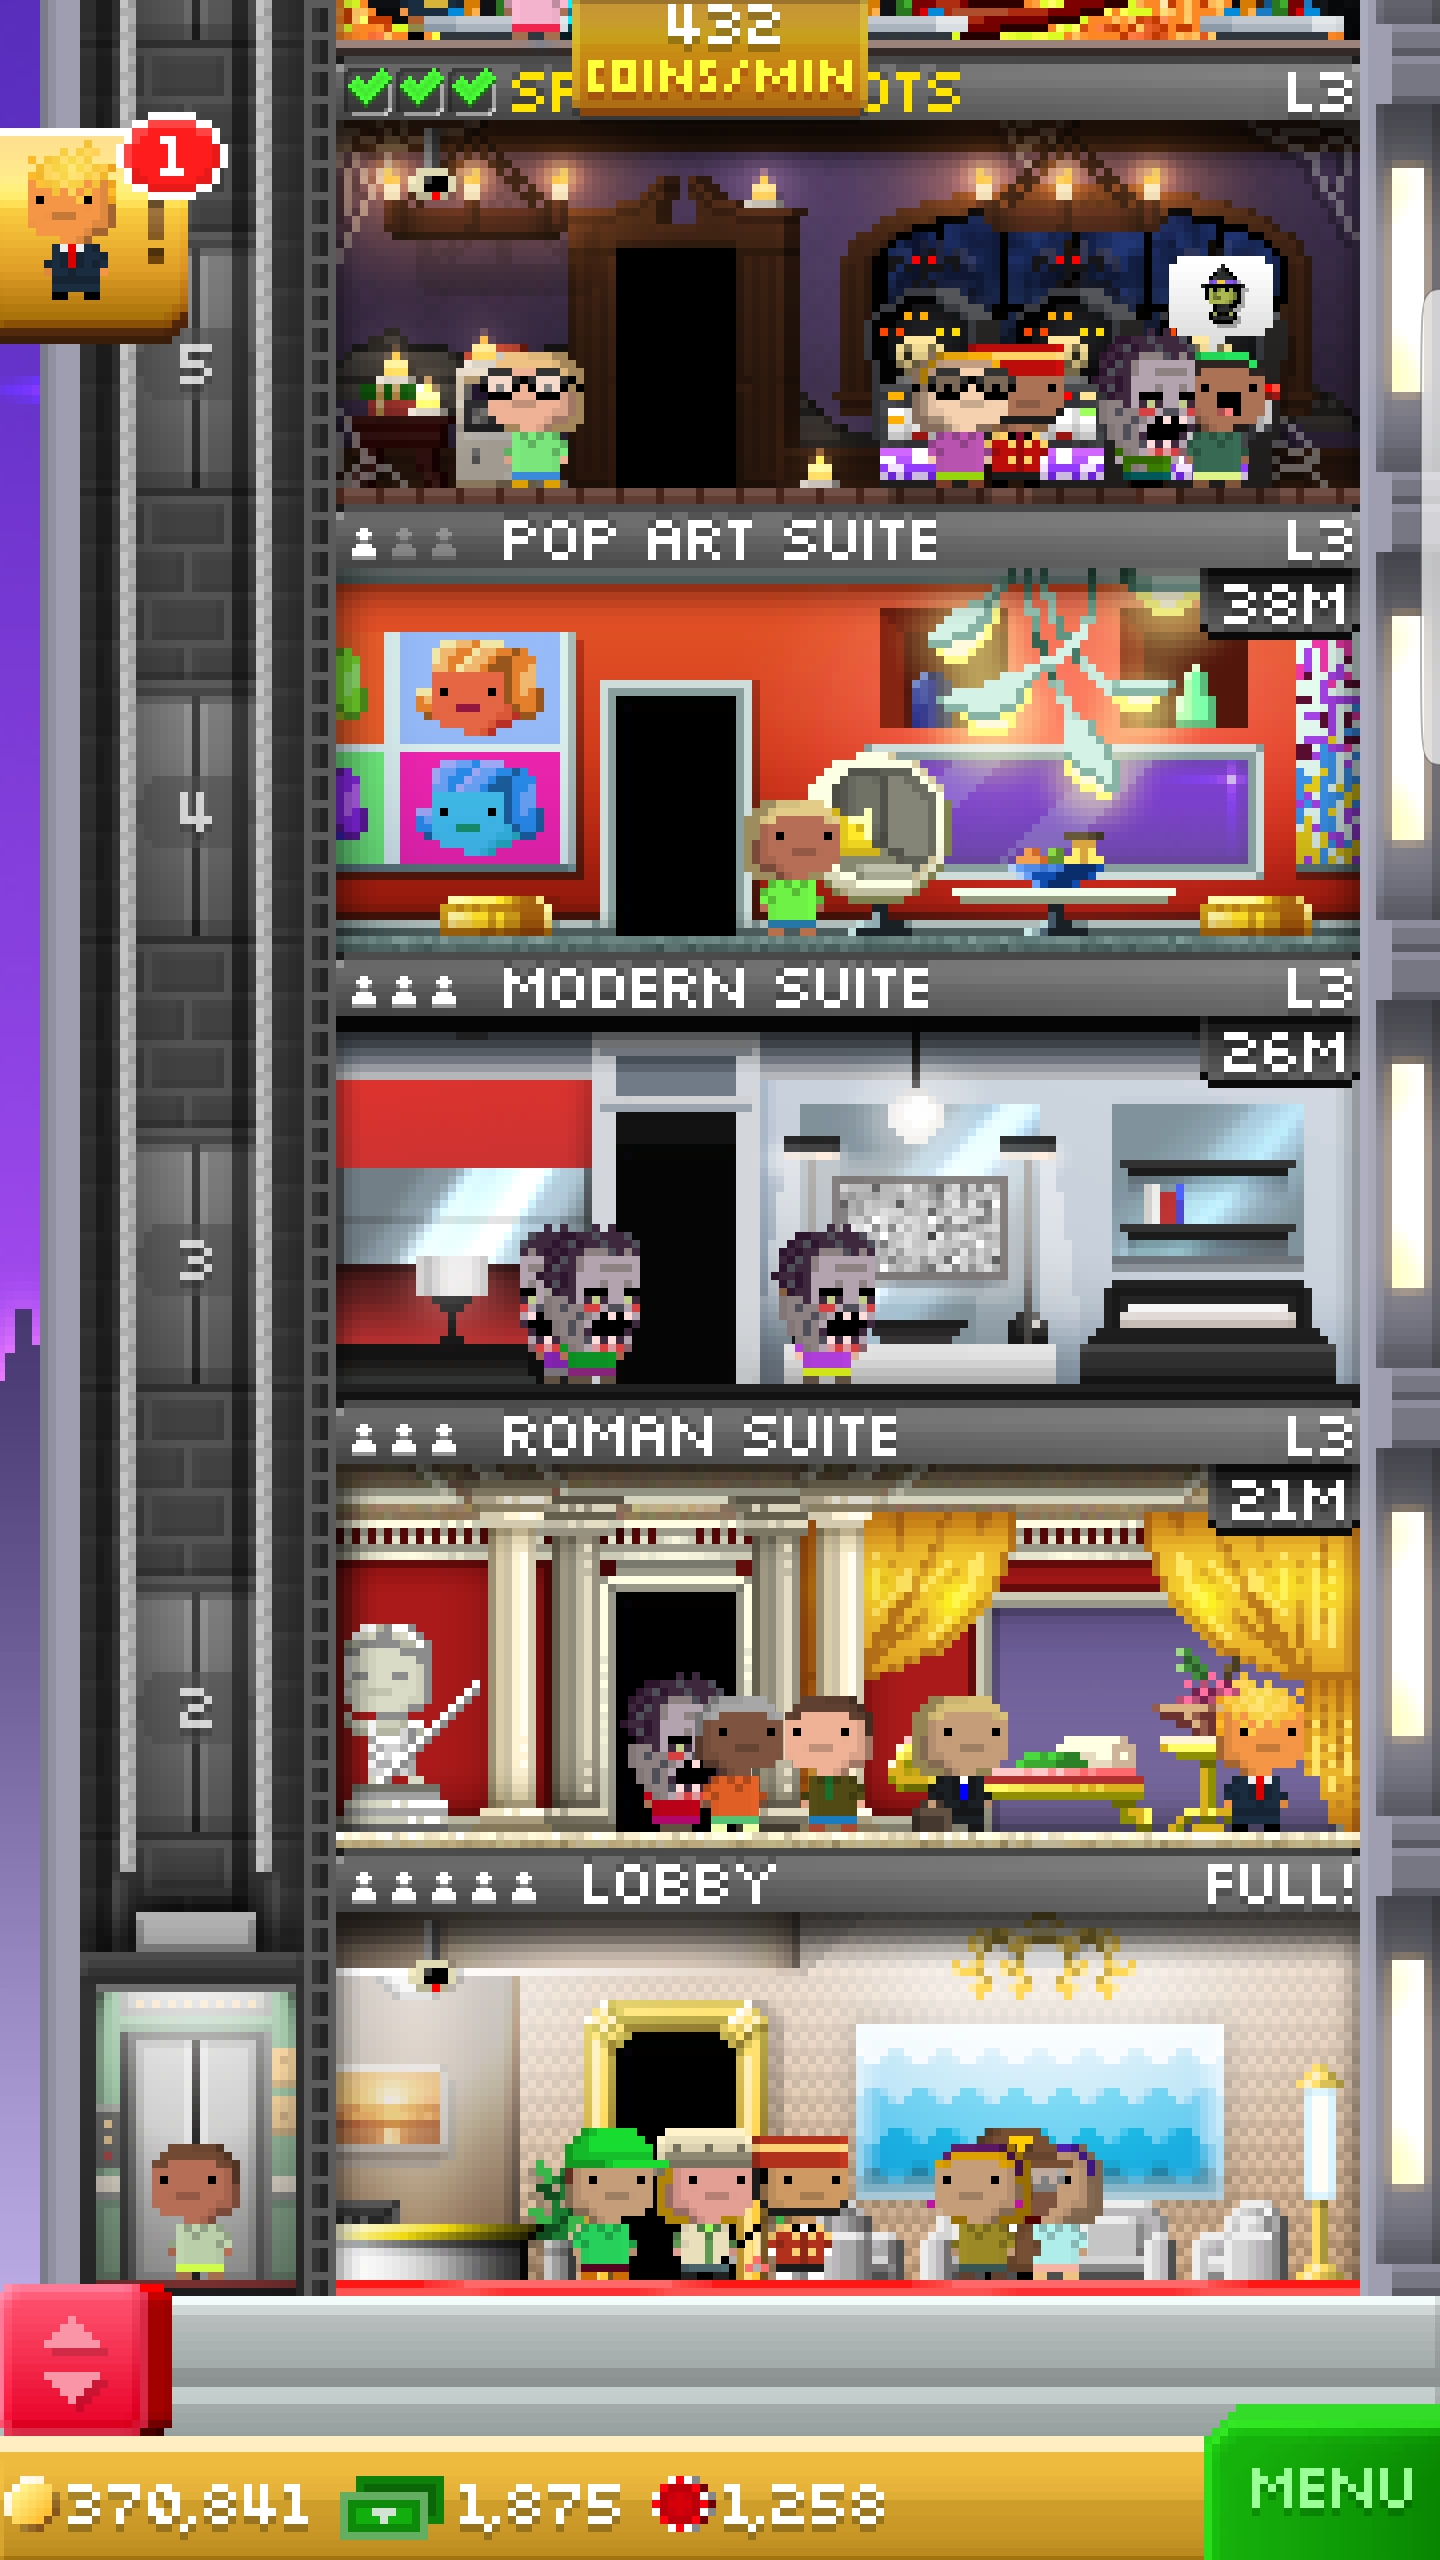 432
COINS/MIN
L3
1
!
5
POP ART SUITE L3
38M
4
MODERN SUITE L3
26M
3
ROMAN SUITE L3
21M
2
LOBBY FULL!
MENU
370,841 1,875 1,258